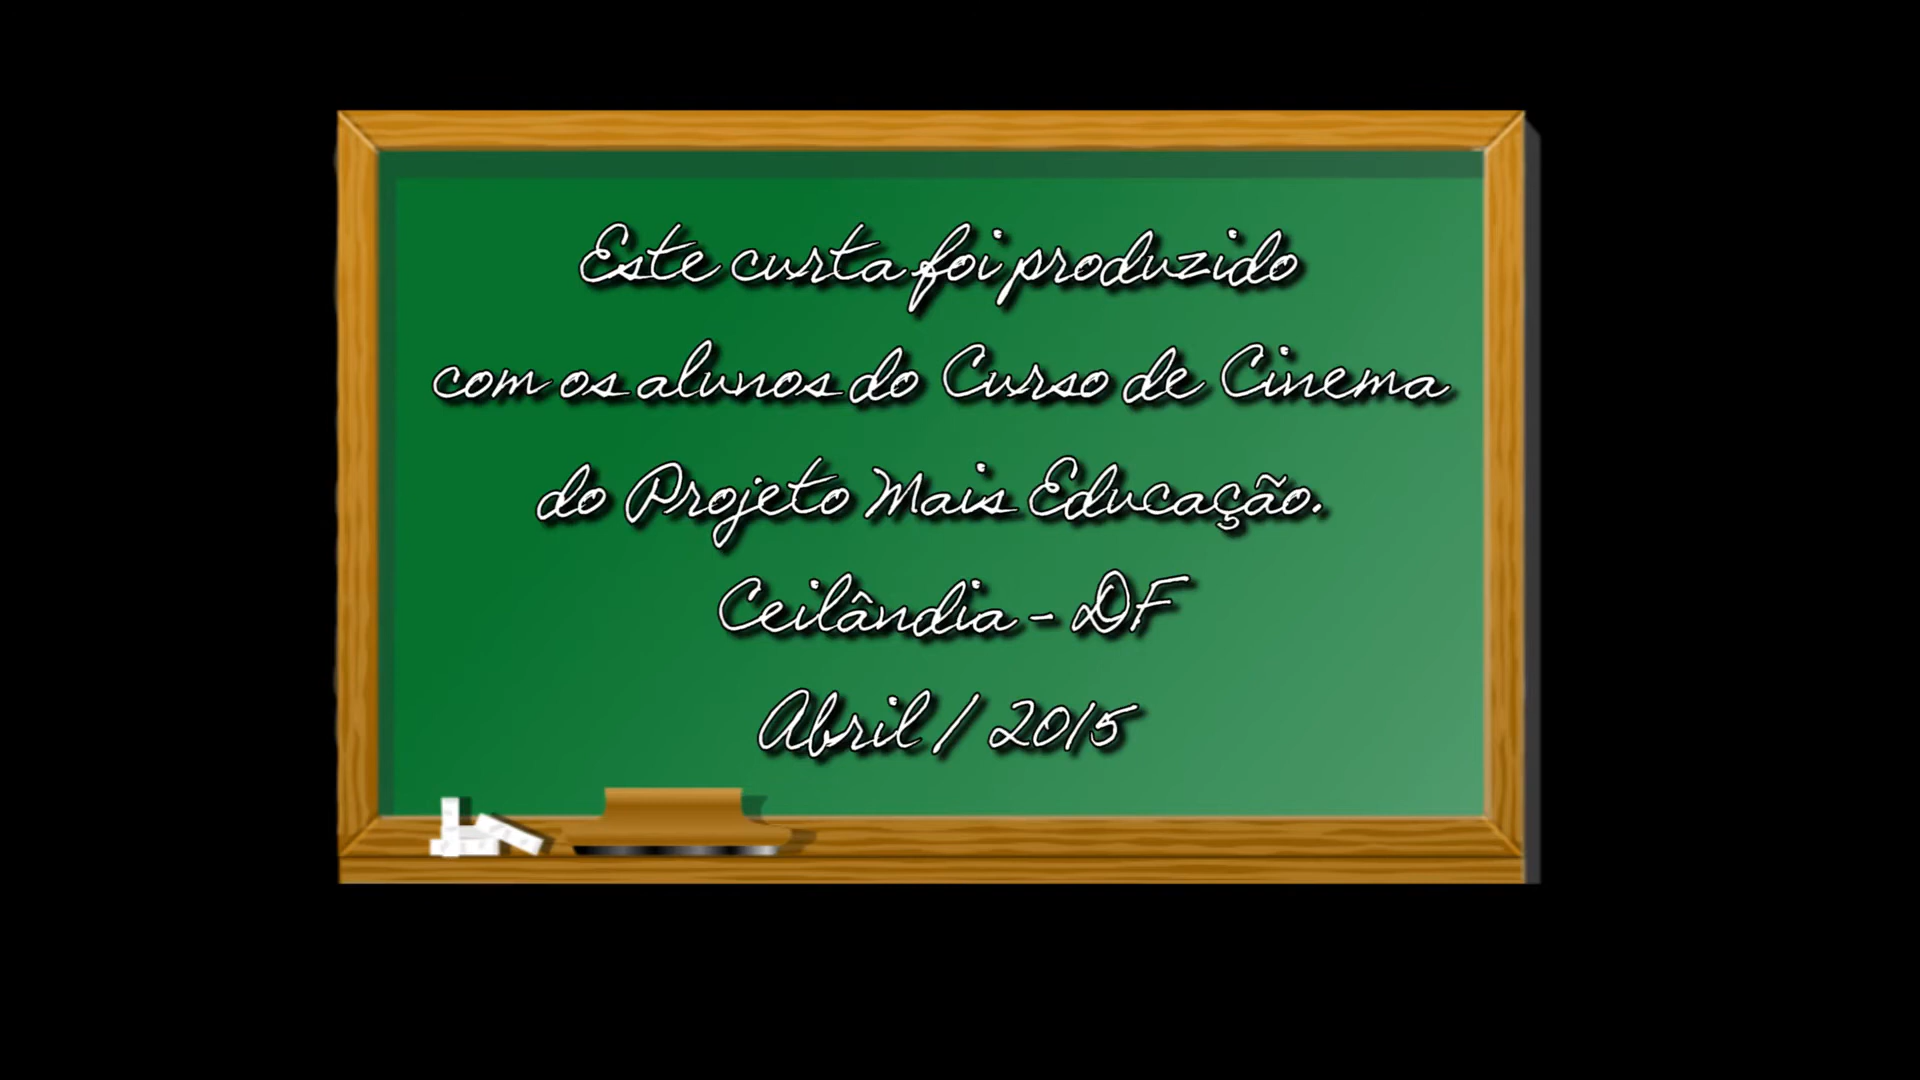 Este curta foi produzido
com os alunos do Curso de Cinema
do Projeto Mais Educação.
Ceilândia - DF
Abril / 2015